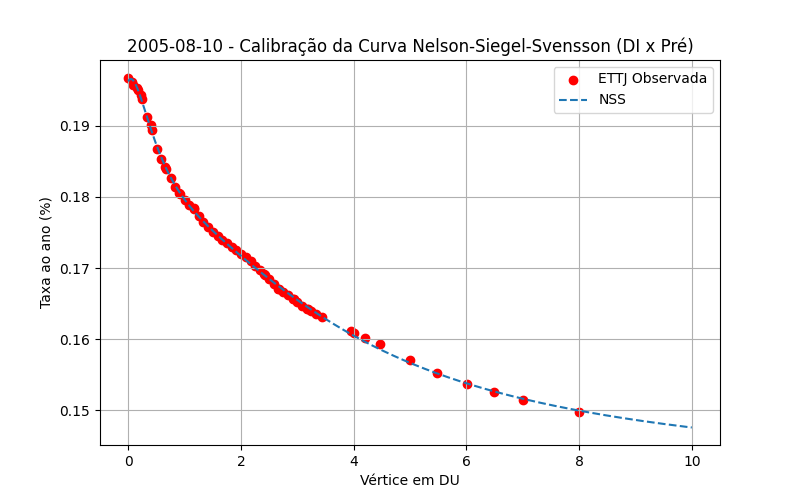 2005-08-10 - Calibração da Curva Nelson-Siegel-Svensson (DI x Pré)
ETTJ Observada
NSS
Taxa ao ano (%)
0.19
0.18
0.17
0.16
0.15
0 2 4 6 8 10
Vértice em DU